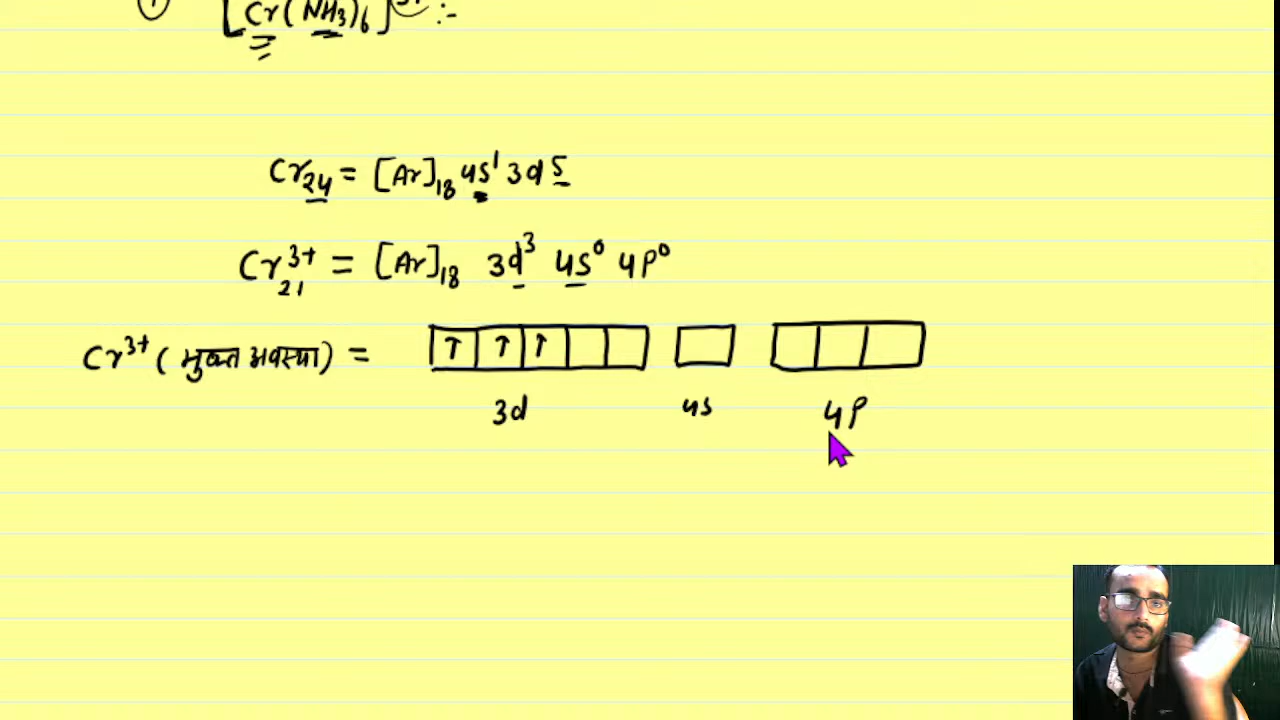 ① [Cr(NH₃)₆]³⁺ :-
Cr₂₄ = [Ar]₁₈ 4s¹ 3d⁵
Cr³⁺₂₁ = [Ar]₁₈ 3d³ 4s⁰ 4p⁰
Cr³⁺ (मुक्त अवस्था) = ↑ ↑ ↑
3d 4s 4p